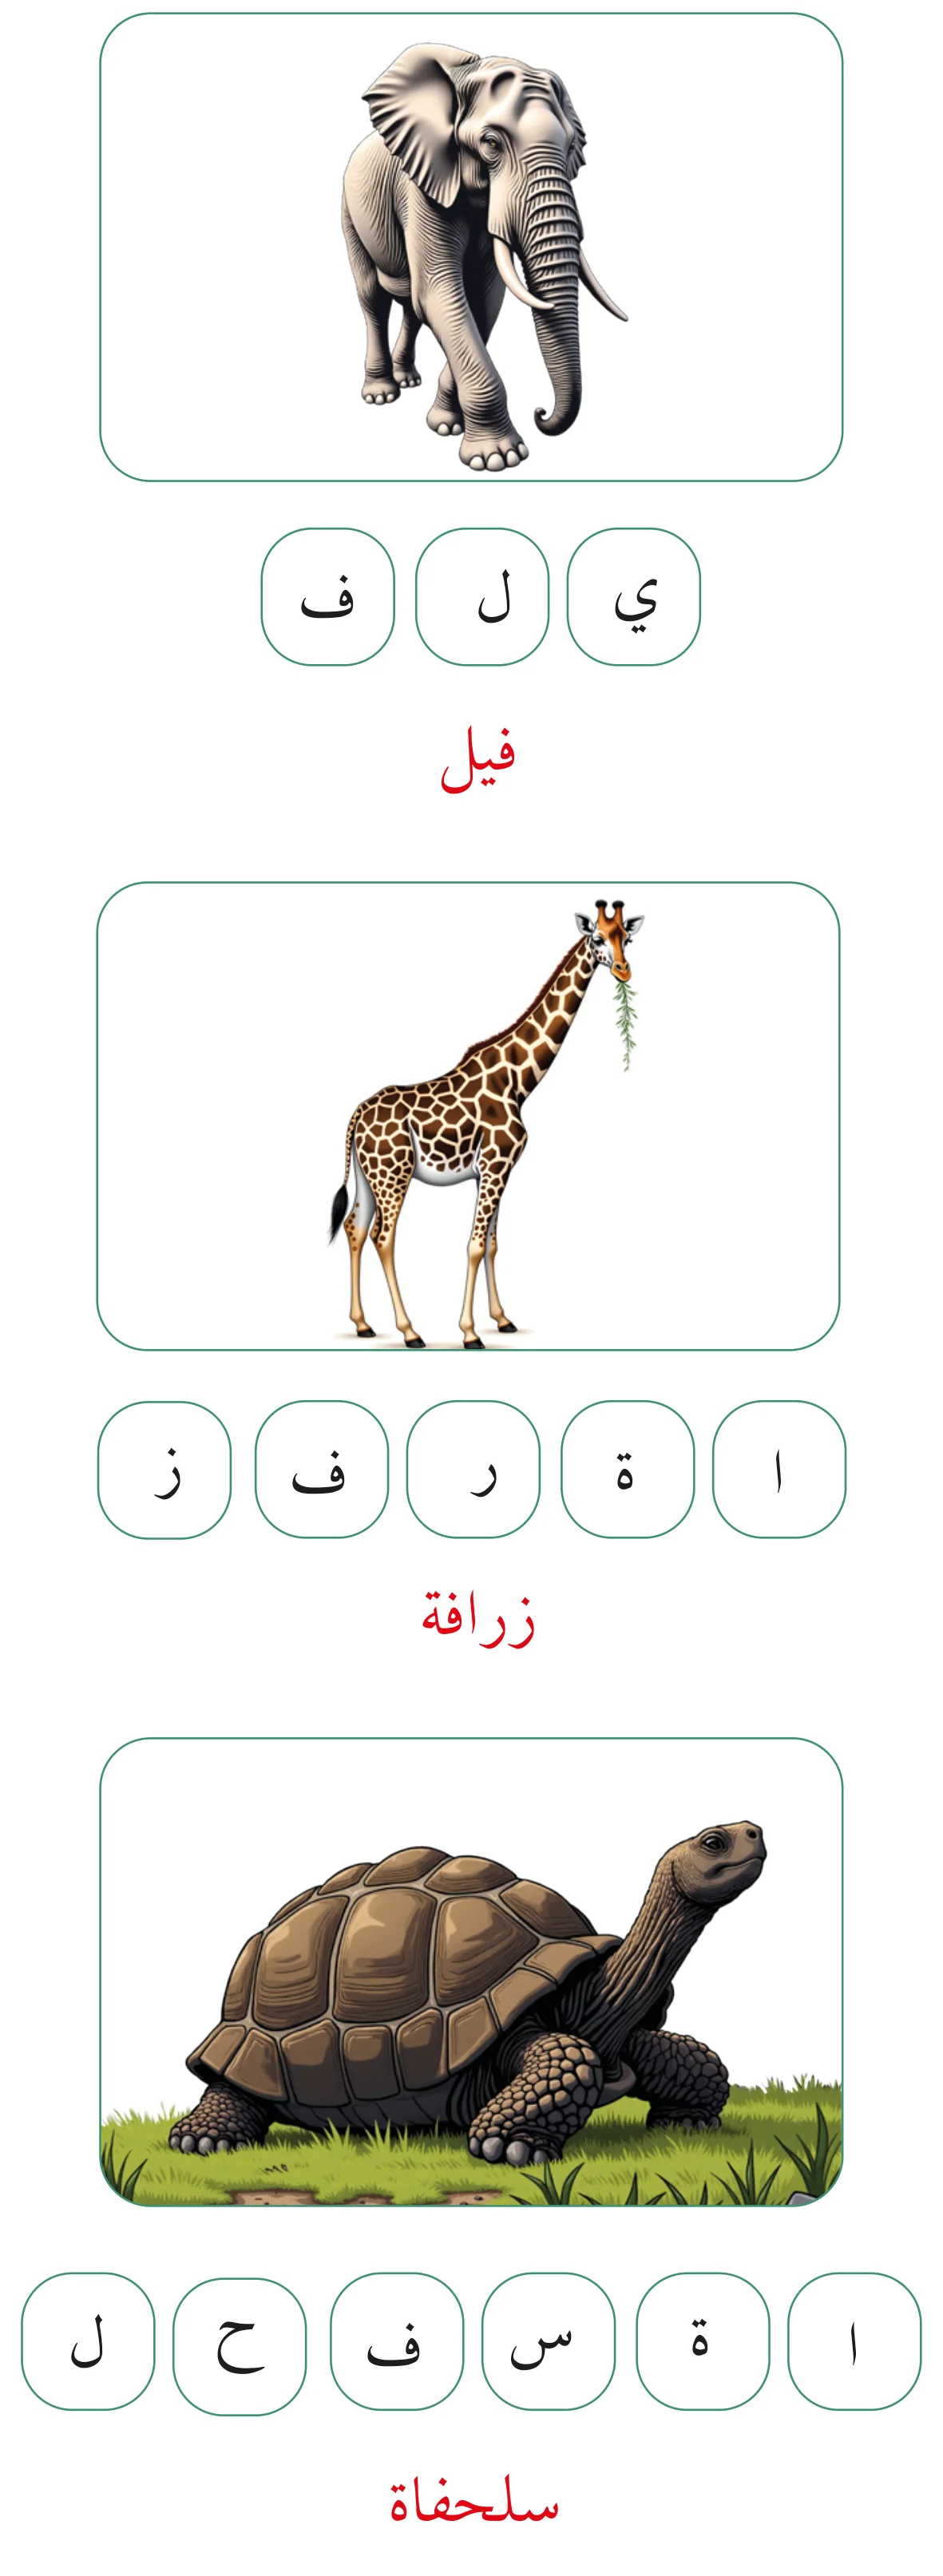 ي ل ف
فيل
ا ة ر ف ز
زرافة
ا ة س ف ح ل
سلحفاة